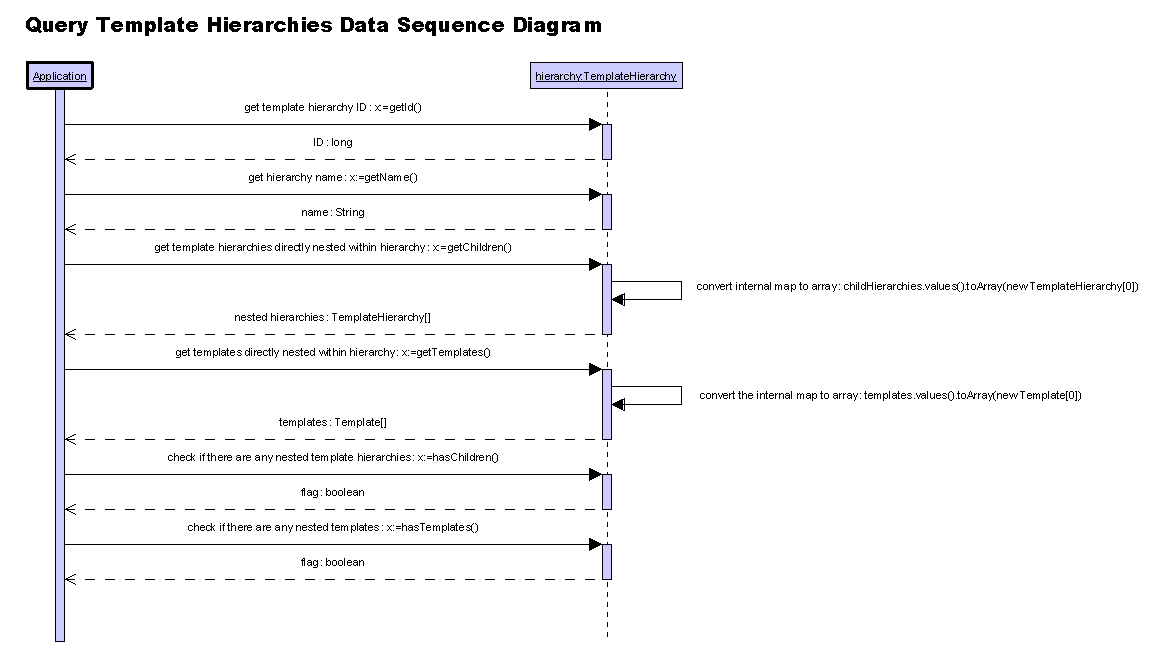 Query Template Hierarchies Data Sequence Diagram
Application
hierarchy:TemplateHierarchy
get template hierarchy ID : x:=getId()
ID : long
get hierarchy name : x:=getName()
name : String
get template hierarchies directly nested within hierarchy : x:=getChildren()
convert internal map to array: childHierarchies.values().toArray(new TemplateHierarchy[0])
nested hierarchies : TemplateHierarchy[]
get templates directly nested within hierarchy: x:=getTemplates()
convert the internal map to array: templates.values().toArray(new Template[0])
templates : Template[]
check if there are any nested template hierarchies: x:=hasChildren()
flag : boolean
check if there are any nested templates : x:=hasTemplates()
flag : boolean